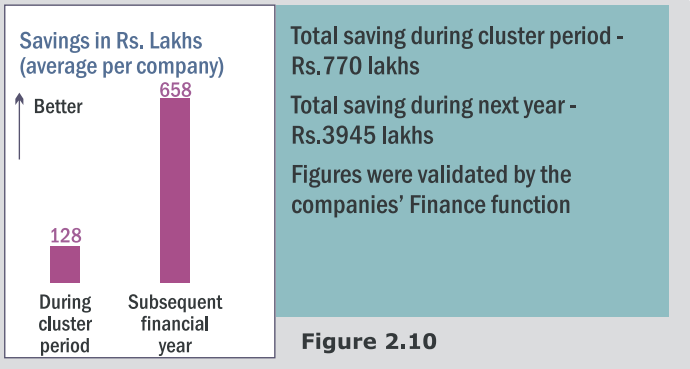 Savings in Rs. Lakhs
(average per company)
Better
658
128
During
cluster
period
Subsequent
financial
year
Total saving during cluster period -
Rs.770 lakhs
Total saving during next year -
Rs.3945 lakhs
Figures were validated by the
companies’ Finance function
Figure 2.10